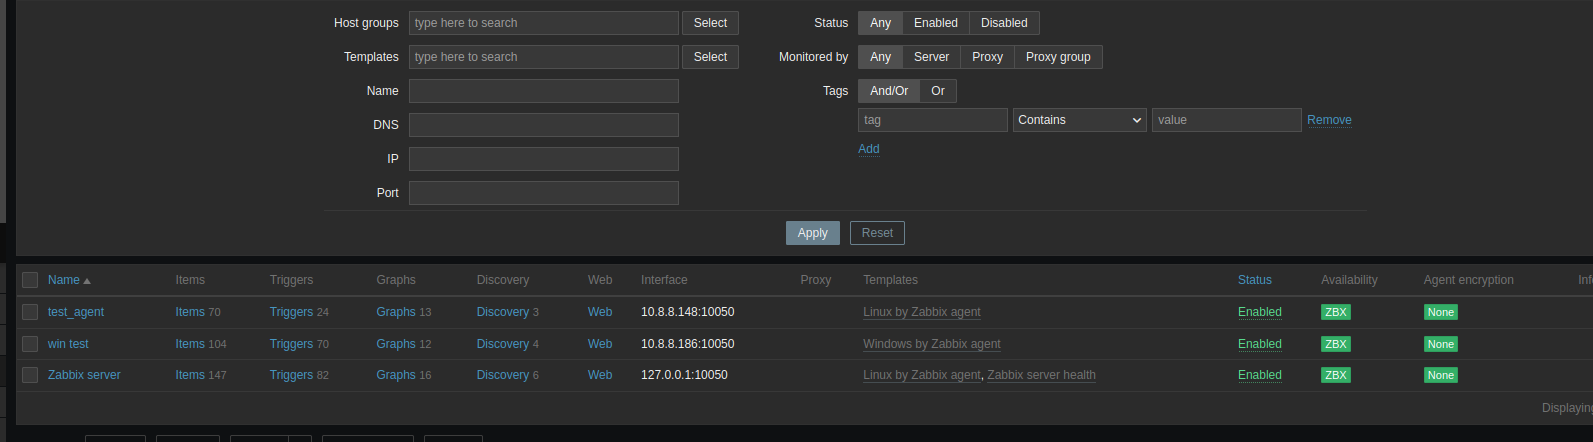 Host groups type here to search Select Status Any Enabled Disabled
Templates type here to search Select Monitored by Any Server Proxy Proxy group
Name Tags And/Or Or
DNS tag Contains value Remove
Add
IP
Port
Apply Reset
Name Items Triggers Graphs Discovery Web Interface Proxy Templates Status Availability Agent encryption
test_agent Items 70 Triggers 24 Graphs 13 Discovery 3 Web 10.8.8.148:10050 Linux by Zabbix agent Enabled ZBX None
win test Items 104 Triggers 70 Graphs 12 Discovery 4 Web 10.8.8.186:10050 Windows by Zabbix agent Enabled ZBX None
Zabbix server Items 147 Triggers 82 Graphs 16 Discovery 6 Web 127.0.0.1:10050 Linux by Zabbix agent, Zabbix server health Enabled ZBX None